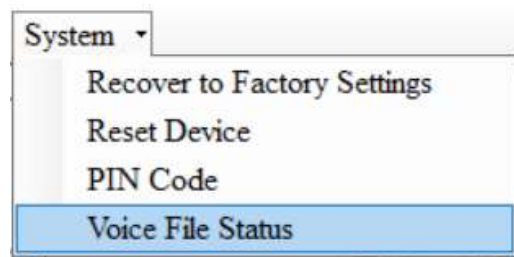 System
Recover to Factory Settings
Reset Device
PIN Code
Voice File Status